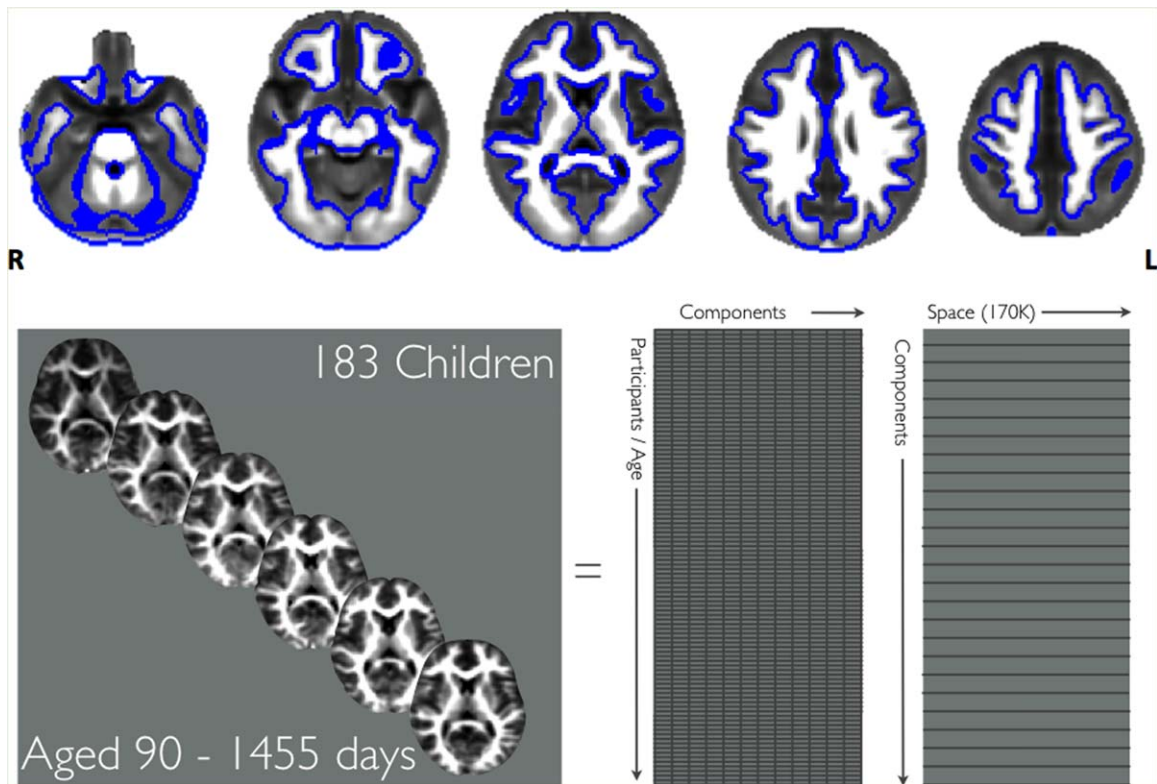 R
L
183 Children
Aged 90 - 1455 days
=
Components
Participants / Age
Space (170K)
Components